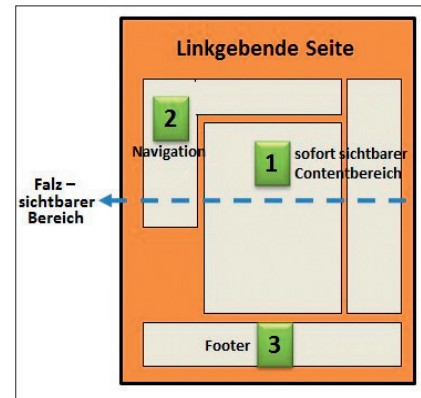 Linkgebende Seite
2
Navigation
1
sofort sichtbarer
Contentbereich
Falz –
sichtbarer
Bereich
Footer
3